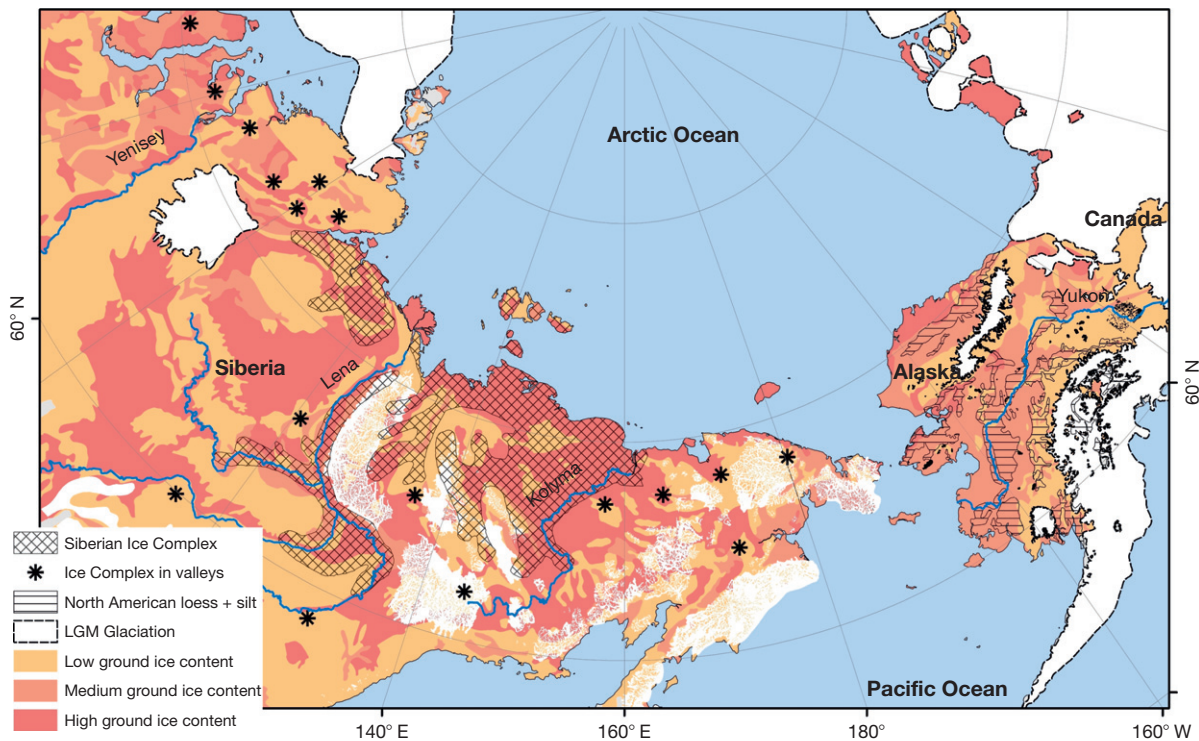 Arctic Ocean
Yenisey
Canada
Yukon
60° N
Siberia
Lena
Alaska
60° N
Kolyma
Siberian Ice Complex
Ice Complex in valleys
North American loess + silt
LGM Glaciation
Low ground ice content
Medium ground ice content
High ground ice content
Pacific Ocean
140° E
160° E
180°
160° W